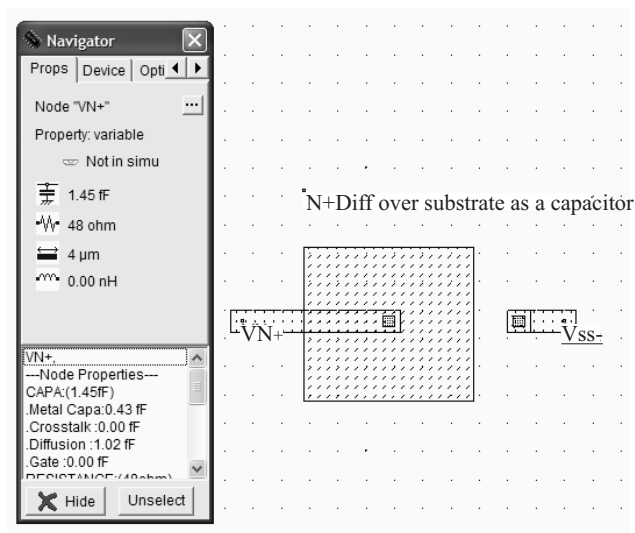 Navigator
Props Device Opti
Node "VN+" ...
Property: variable
Not in simu
1.45 fF
48 ohm
4 µm
0.00 nH
VN+,
---Node Properties---
CAPA:(1.45fF)
.Metal Capa:0.43 fF
.Crosstalk :0.00 fF
.Diffusion :1.02 fF
.Gate :0.00 fF
RESISTANCE:(48ohm)
Hide Unselect
N+Diff over substrate as a capacitor
VN+
Vss-